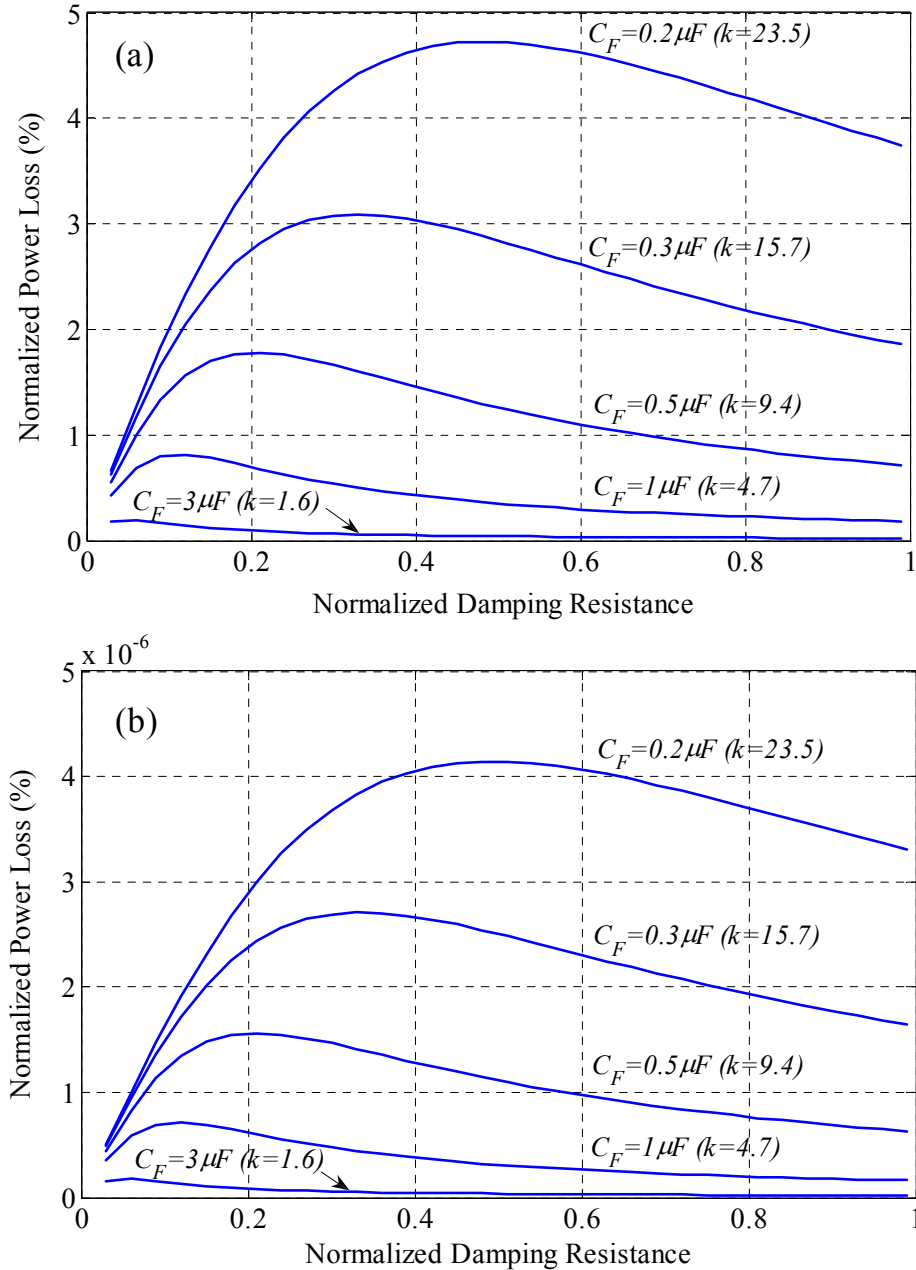 (a)
Normalized Power Loss (%)
5
4
3
2
1
0
C_F=0.2μF (k=23.5)
C_F=0.3μF (k=15.7)
C_F=0.5μF (k=9.4)
C_F=1μF (k=4.7)
C_F=3μF (k=1.6)
0 0.2 0.4 0.6 0.8 1
Normalized Damping Resistance
x 10^-6
(b)
Normalized Power Loss (%)
5
4
3
2
1
0
C_F=0.2μF (k=23.5)
C_F=0.3μF (k=15.7)
C_F=0.5μF (k=9.4)
C_F=1μF (k=4.7)
C_F=3μF (k=1.6)
0 0.2 0.4 0.6 0.8 1
Normalized Damping Resistance